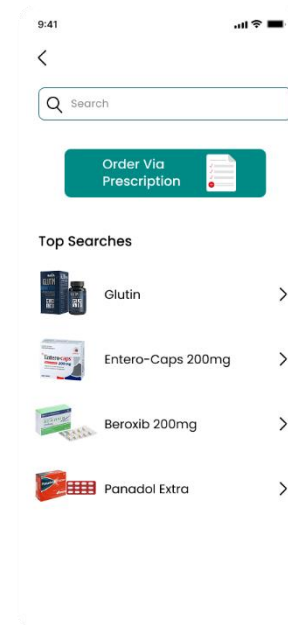 9:41
Search
Order Via
Prescription
Top Searches
Glutin
Entero-Caps 200mg
Beroxib 200mg
Panadol Extra